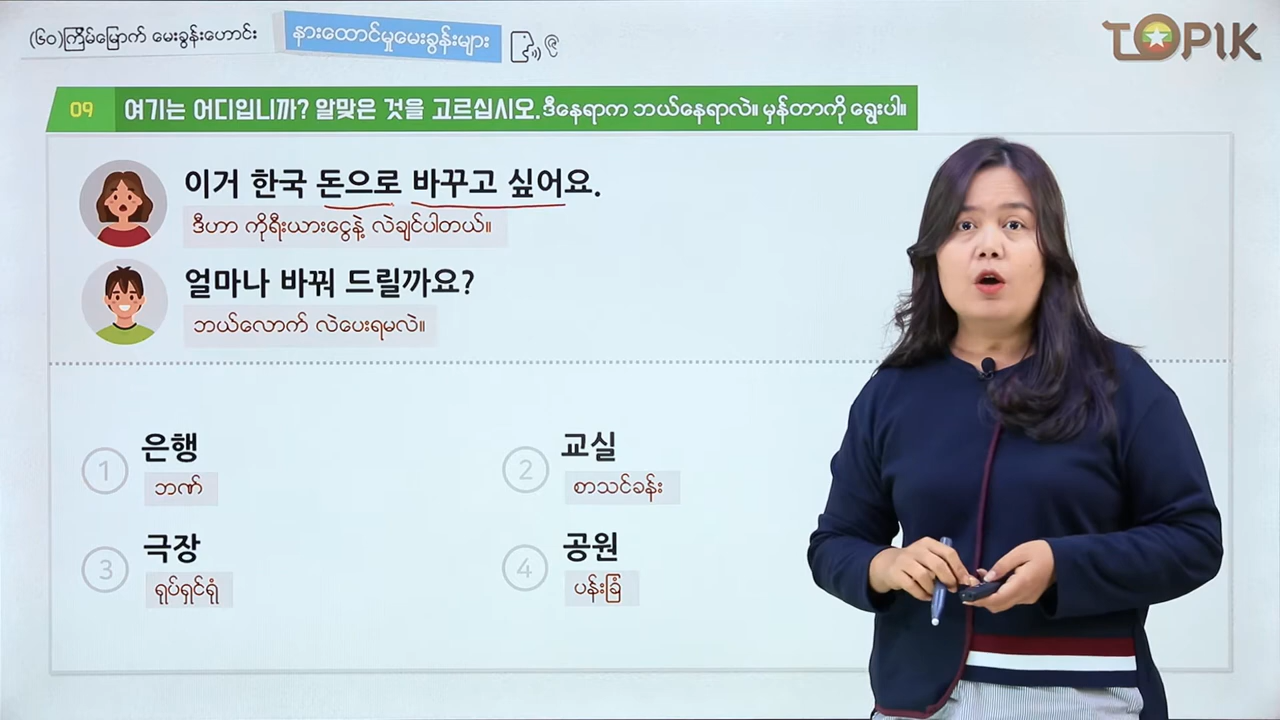 (၆၀)ကြိမ်မြောက် မေးခွန်းဟောင်း
နားထောင်မှုမေးခွန်းများ
TOPIK
09 여기는 어디입니까? 알맞은 것을 고르십시오. ဒီနေရာက ဘယ်နေရာလဲ။ မှန်တာကို ရွေးပါ။
이거 한국 돈으로 바꾸고 싶어요.
ဒီဟာ ကိုရီးယားငွေနဲ့ လဲချင်ပါတယ်။
얼마나 바꿔 드릴까요?
ဘယ်လောက် လဲပေးရမလဲ။
1 은행
ဘဏ်
2 교실
စာသင်ခန်း
3 극장
ရုပ်ရှင်ရုံ
4 공원
ပန်းခြံ